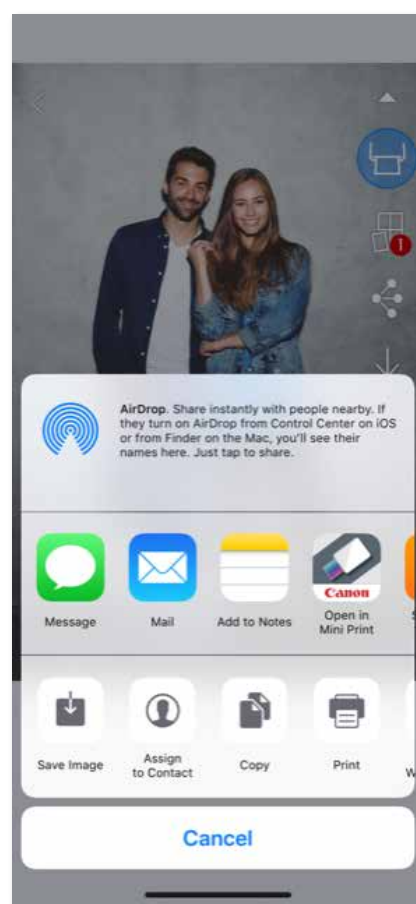 1
AirDrop. Share instantly with people nearby. If
they turn on AirDrop from Control Center on iOS
or from Finder on the Mac, you'll see their
names here. Just tap to share.
Message
Mail
Add to Notes
Canon
Open in
Mini Print
S
Save Image
Assign
to Contact
Copy
Print
W
Cancel